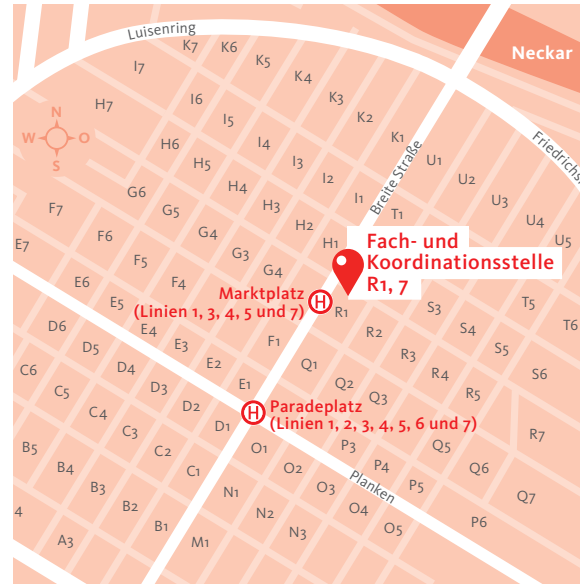 Luisenring
K7 K6
K5
I7
K4
Neckar
K3
H7
I6
I5
K2
K1
N
W O
S
H6
I4
Breite Straße
U1
Friedrichs
H5
I3
I2
U2
G6
H4
I1
U3
F7
G5
H3
T1
U4
H2
U5
E7
F6
G4
H1
Fach- und
Koordinationsstelle
R1, 7
F5
G3
G4
E6
F4
Marktplatz
(Linien 1, 3, 4, 5 und 7)
H
E5
R1
S3
T5
D6
E4
R2
S4
T6
D5
E3
F1
R3
S5
C6
D4
E2
Q1
R4
S6
C5
D3
E1
Q2
R5
C4
D2
Q3
H
Paradeplatz
(Linien 1, 2, 3, 4, 5, 6 und 7)
C3
D1
R7
B5
C2
O1
P3
Q5
B4
C1
O2
P4
Q6
B3
N1
O3
Planken
P5
Q7
4
B2
N2
O4
P6
A3
B1
M1
N3
O5